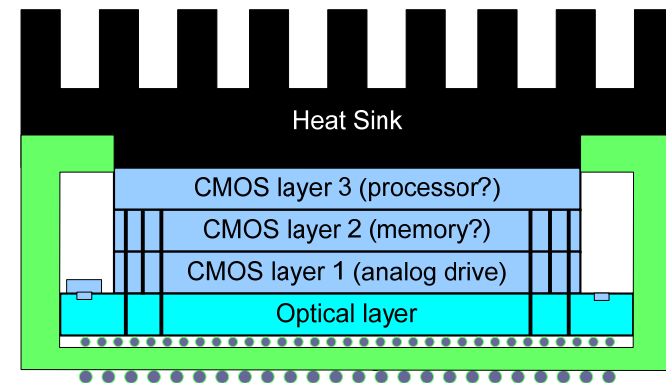 Heat Sink
CMOS layer 3 (processor?)
CMOS layer 2 (memory?)
CMOS layer 1 (analog drive)
Optical layer